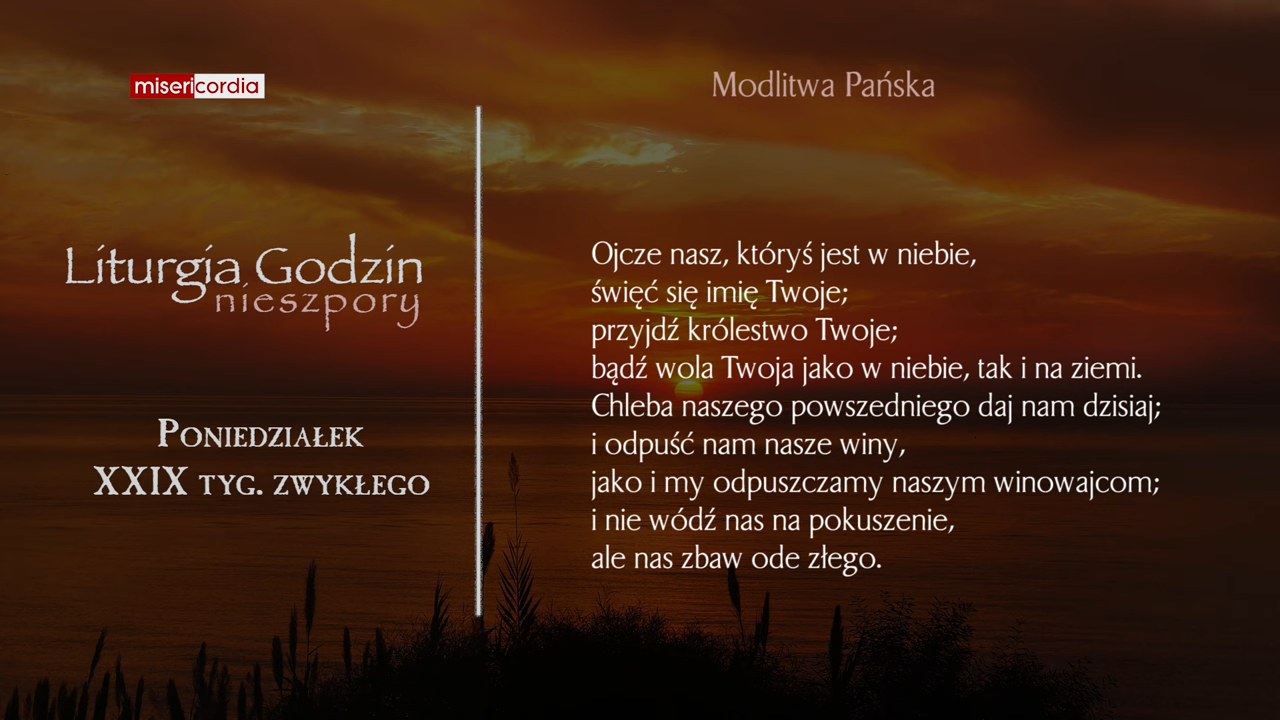 misericordia
Liturgia Godzin
nieszpory
Poniedziałek
XXIX tyg. zwykłego
Modlitwa Pańska
Ojcze nasz, któryś jest w niebie,
święć się imię Twoje;
przyjdź królestwo Twoje;
bądź wola Twoja jako w niebie, tak i na ziemi.
Chleba naszego powszedniego daj nam dzisiaj;
i odpuść nam nasze winy,
jako i my odpuszczamy naszym winowajcom;
i nie wódź nas na pokuszenie,
ale nas zbaw ode złego.